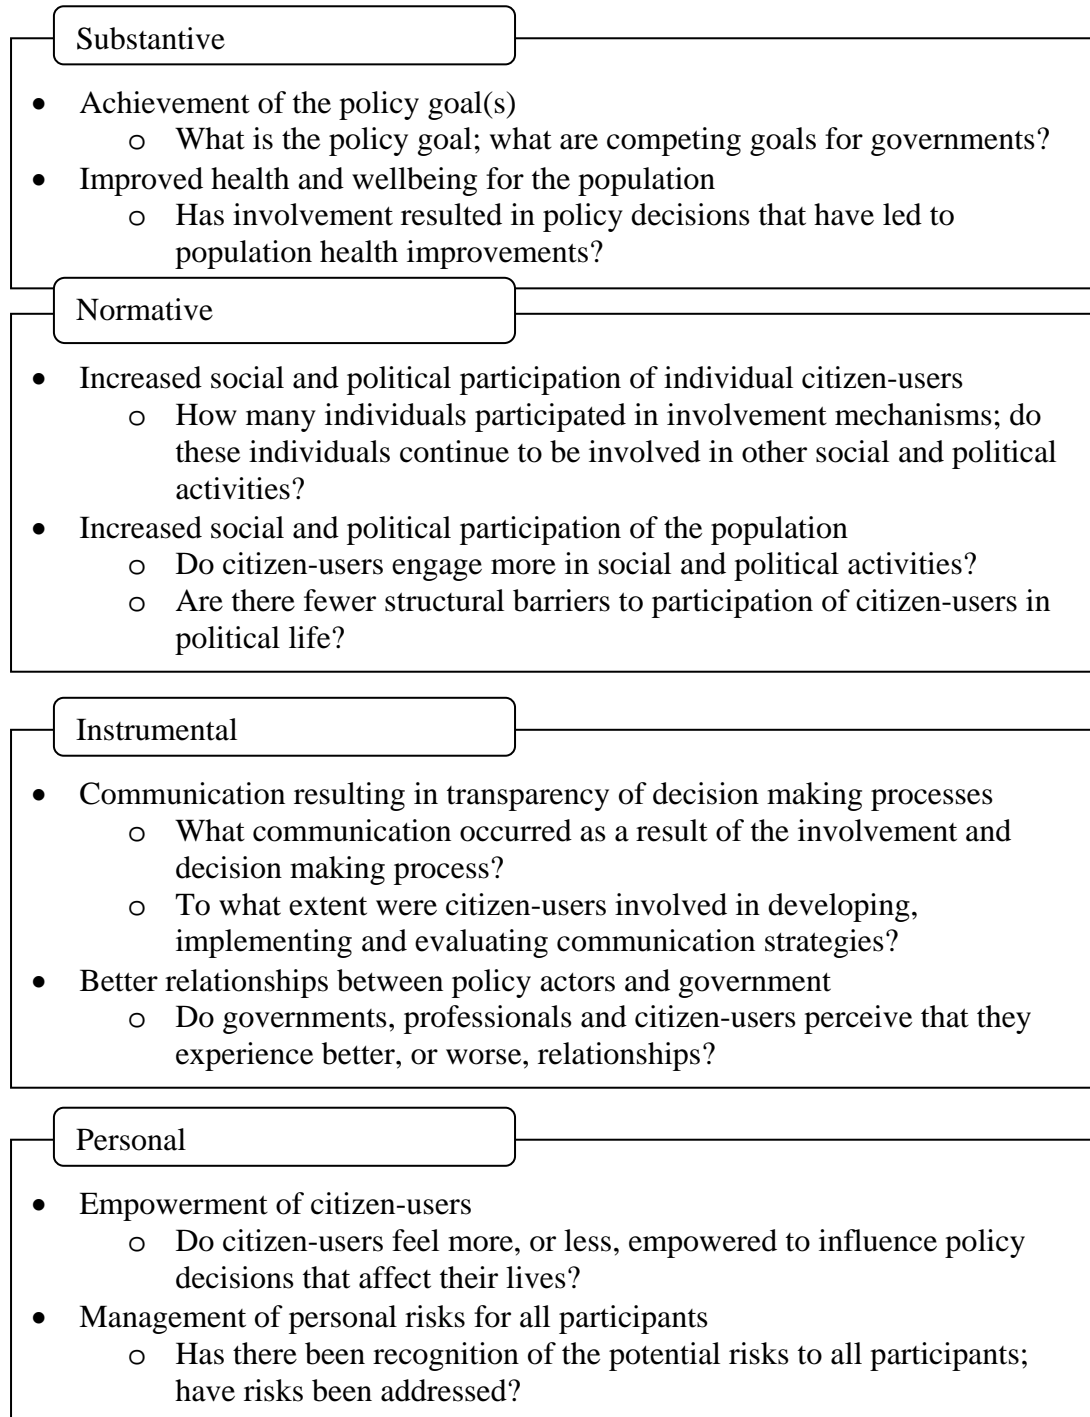 Substantive
• Achievement of the policy goal(s)
o What is the policy goal; what are competing goals for governments?
• Improved health and wellbeing for the population
o Has involvement resulted in policy decisions that have led to
population health improvements?
Normative
• Increased social and political participation of individual citizen-users
o How many individuals participated in involvement mechanisms; do
these individuals continue to be involved in other social and political
activities?
• Increased social and political participation of the population
o Do citizen-users engage more in social and political activities?
o Are there fewer structural barriers to participation of citizen-users in
political life?
Instrumental
• Communication resulting in transparency of decision making processes
o What communication occurred as a result of the involvement and
decision making process?
o To what extent were citizen-users involved in developing,
implementing and evaluating communication strategies?
• Better relationships between policy actors and government
o Do governments, professionals and citizen-users perceive that they
experience better, or worse, relationships?
Personal
• Empowerment of citizen-users
o Do citizen-users feel more, or less, empowered to influence policy
decisions that affect their lives?
• Management of personal risks for all participants
o Has there been recognition of the potential risks to all participants;
have risks been addressed?